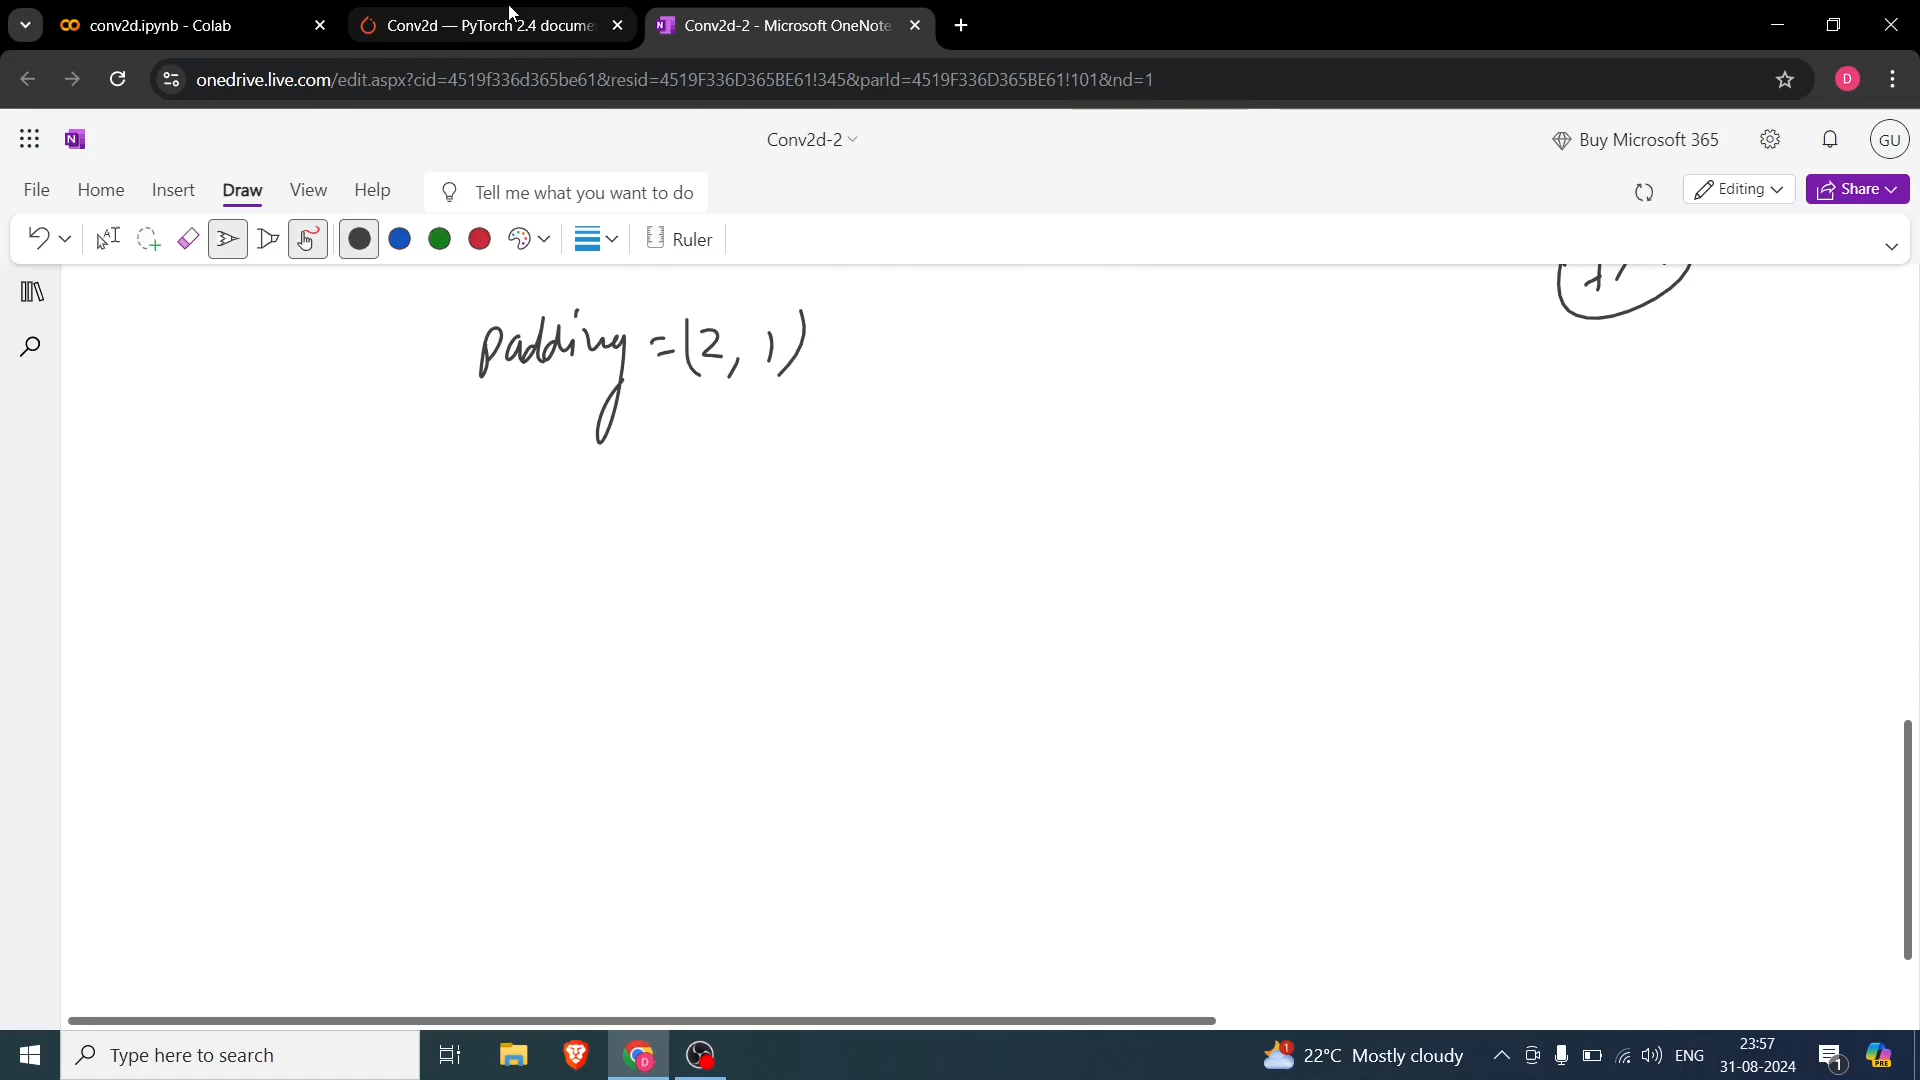 conv2d.ipynb - Colab
Conv2d — PyTorch 2.4 docume
Conv2d-2 - Microsoft OneNote
onedrive.live.com/edit.aspx?cid=4519f336d365be61&resid=4519F336D365BE61!345&parId=4519F336D365BE61!101&nd=1
D
N
Conv2d-2
Buy Microsoft 365
GU
File
Home
Insert
Draw
View
Help
Tell me what you want to do
Editing
Share
Ruler
padding =(2, 1)
Type here to search
22°C Mostly cloudy
ENG
23:57
31-08-2024
1
PRE